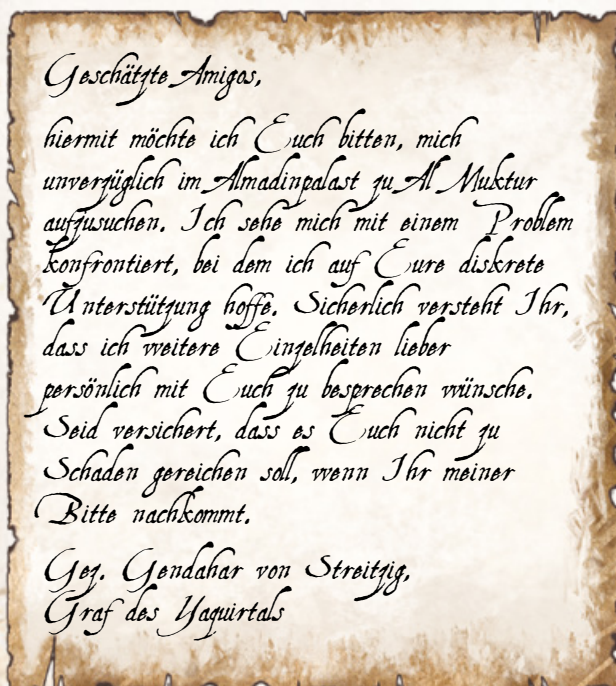 Geschätzte Amigos,
hiermit möchte ich Euch bitten, mich
unverzüglich im Almadinpalast zu Al Muktur
aufzusuchen. Ich sehe mich mit einem Problem
konfrontiert, bei dem ich auf Eure diskrete
Unterstützung hoffe. Sicherlich versteht Ihr,
dass ich weitere Einzelheiten lieber
persönlich mit Euch zu besprechen wünsche.
Seid versichert, dass es Euch nicht zu
Schaden gereichen soll, wenn Ihr meiner
Bitte nachkommt.
Gez. Gendahar von Streitzig,
Graf des Yaquirtals